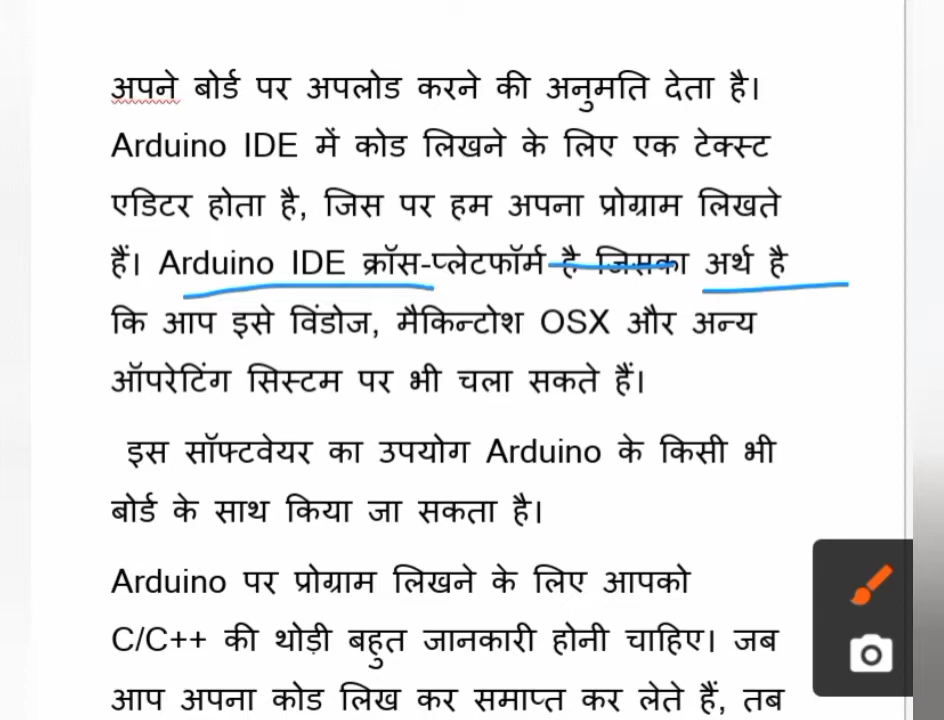 अपने बोर्ड पर अपलोड करने की अनुमति देता है।
Arduino IDE में कोड लिखने के लिए एक टेक्स्ट
एडिटर होता है, जिस पर हम अपना प्रोग्राम लिखते
हैं। Arduino IDE क्रॉस-प्लेटफॉर्म है जिसका अर्थ है
कि आप इसे विंडोज, मैकिन्टोश OSX और अन्य
ऑपरेटिंग सिस्टम पर भी चला सकते हैं।
इस सॉफ्टवेयर का उपयोग Arduino के किसी भी
बोर्ड के साथ किया जा सकता है।
Arduino पर प्रोग्राम लिखने के लिए आपको
C/C++ की थोड़ी बहुत जानकारी होनी चाहिए। जब
आप अपना कोड लिख कर समाप्त कर लेते हैं, तब